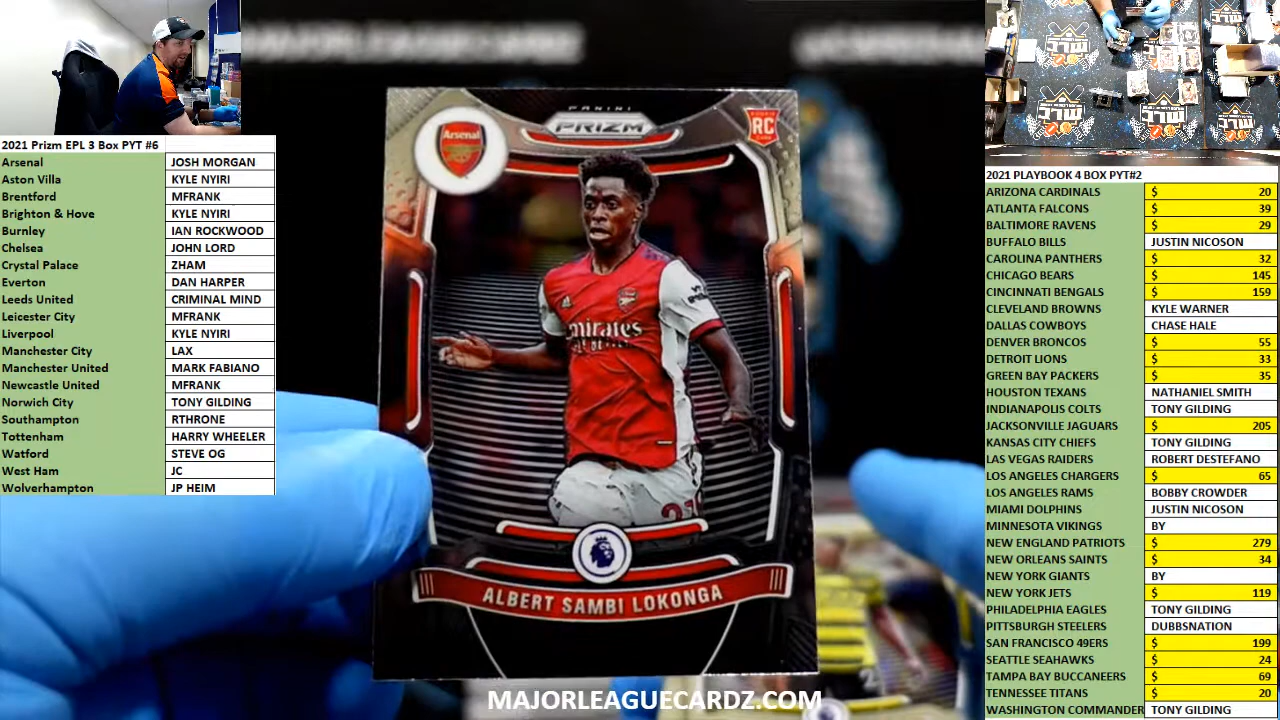 2021 Prizm EPL 3 Box PYT #6
Arsenal JOSH MORGAN
Aston Villa KYLE NYIRI
Brentford MFRANK
Brighton & Hove KYLE NYIRI
Burnley IAN ROCKWOOD
Chelsea JOHN LORD
Crystal Palace ZHAM
Everton DAN HARPER
Leeds United CRIMINAL MIND
Leicester City MFRANK
Liverpool KYLE NYIRI
Manchester City LAX
Manchester United MARK FABIANO
Newcastle United MFRANK
Norwich City TONY GILDING
Southampton RTHRONE
Tottenham HARRY WHEELER
Watford STEVE OG
West Ham JC
Wolverhampton JP HEIM
PANINI
PRIZM
Arsenal
RC
Emirates
ALBERT SAMBI LOKONGA
MAJORLEAGUECARDZ.COM
2021 PLAYBOOK 4 BOX PYT#2
ARIZONA CARDINALS $ 20
ATLANTA FALCONS $ 39
BALTIMORE RAVENS $ 29
BUFFALO BILLS JUSTIN NICOSON
CAROLINA PANTHERS $ 32
CHICAGO BEARS $ 145
CINCINNATI BENGALS $ 159
CLEVELAND BROWNS KYLE WARNER
DALLAS COWBOYS CHASE HALE
DENVER BRONCOS $ 55
DETROIT LIONS $ 33
GREEN BAY PACKERS $ 35
HOUSTON TEXANS NATHANIEL SMITH
INDIANAPOLIS COLTS TONY GILDING
JACKSONVILLE JAGUARS $ 205
KANSAS CITY CHIEFS TONY GILDING
LAS VEGAS RAIDERS ROBERT DESTEFANO
LOS ANGELES CHARGERS $ 65
LOS ANGELES RAMS BOBBY CROWDER
MIAMI DOLPHINS JUSTIN NICOSON
MINNESOTA VIKINGS BY
NEW ENGLAND PATRIOTS $ 279
NEW ORLEANS SAINTS $ 34
NEW YORK GIANTS BY
NEW YORK JETS $ 119
PHILADELPHIA EAGLES TONY GILDING
PITTSBURGH STEELERS DUBBSNATION
SAN FRANCISCO 49ERS $ 199
SEATTLE SEAHAWKS $ 24
TAMPA BAY BUCCANEERS $ 69
TENNESSEE TITANS $ 20
WASHINGTON COMMANDER TONY GILDING